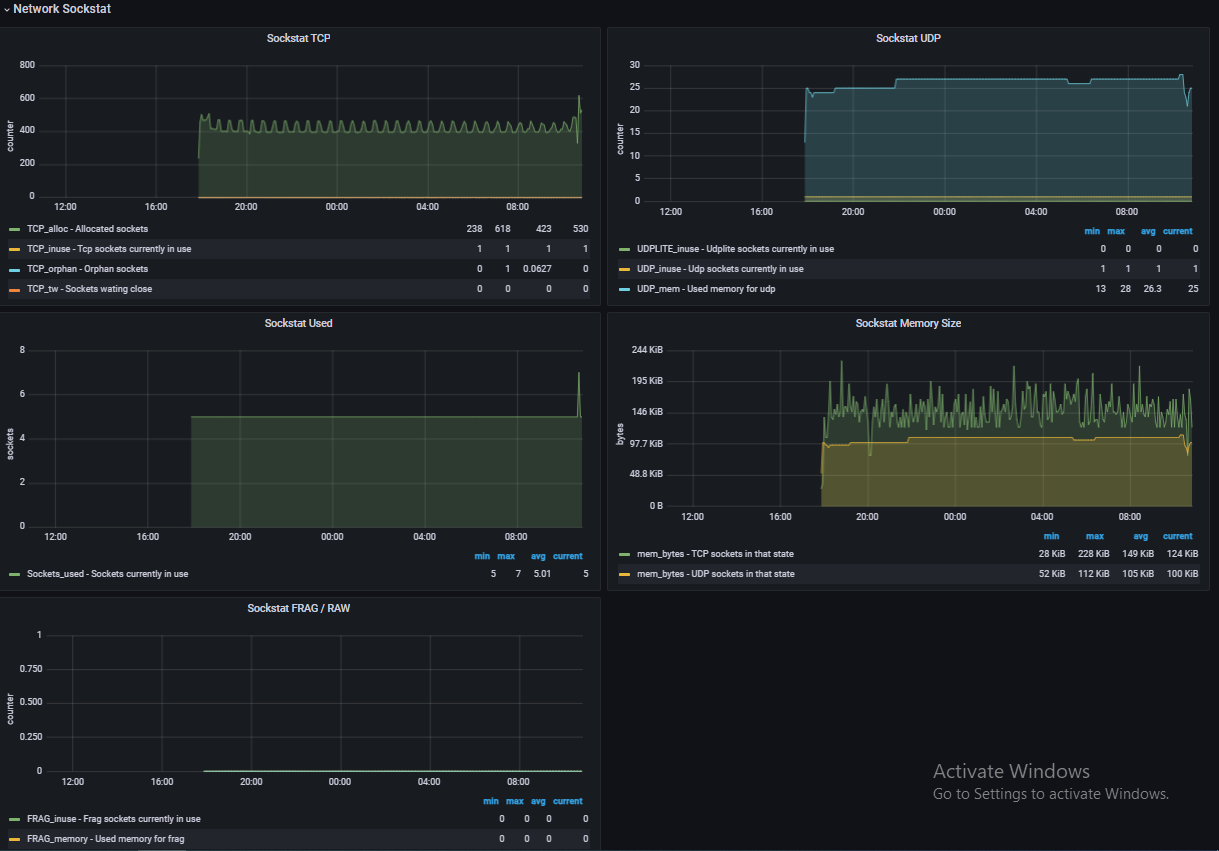 Network Sockstat
Sockstat TCP
800
600
400
200
0
counter
12:00 16:00 20:00 00:00 04:00 08:00
TCP_alloc - Allocated sockets 238 618 423 530
TCP_inuse - Tcp sockets currently in use 1 1 1 1
TCP_orphan - Orphan sockets 0 1 0.0627 0
TCP_tw - Sockets wating close 0 0 0 0
Sockstat UDP
30
25
20
15
10
5
0
counter
12:00 16:00 20:00 00:00 04:00 08:00
min max avg current
UDPLITE_inuse - Udplite sockets currently in use 0 0 0 0
UDP_inuse - Udp sockets currently in use 1 1 1 1
UDP_mem - Used memory for udp 13 28 26.3 25
Sockstat Used
8
6
4
2
0
sockets
12:00 16:00 20:00 00:00 04:00 08:00
min max avg current
Sockets_used - Sockets currently in use 5 7 5.01 5
Sockstat Memory Size
244 KiB
195 KiB
146 KiB
97.7 KiB
48.8 KiB
0 B
bytes
12:00 16:00 20:00 00:00 04:00 08:00
min max avg current
mem_bytes - TCP sockets in that state 28 KiB 228 KiB 149 KiB 124 KiB
mem_bytes - UDP sockets in that state 52 KiB 112 KiB 105 KiB 100 KiB
Sockstat FRAG / RAW
1
0.750
0.500
0.250
0
counter
12:00 16:00 20:00 00:00 04:00 08:00
min max avg current
FRAG_inuse - Frag sockets currently in use 0 0 0 0
FRAG_memory - Used memory for frag 0 0 0 0
Activate Windows
Go to Settings to activate Windows.